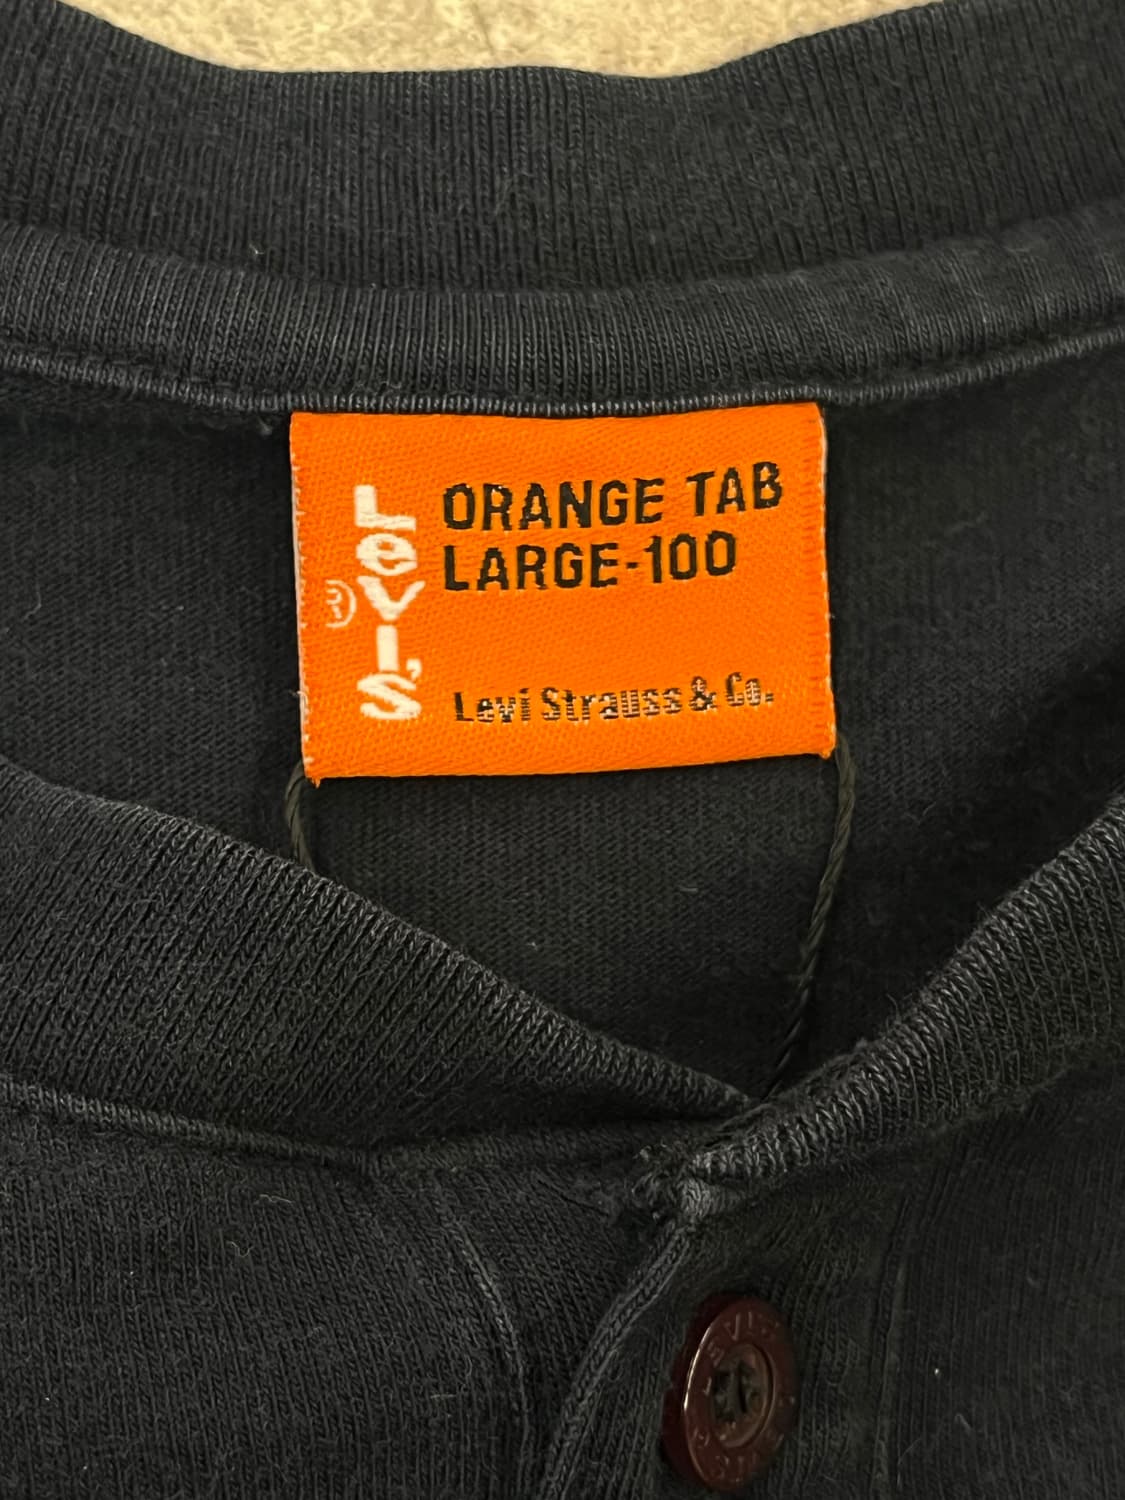 Levi's
®
ORANGE TAB
LARGE-100
Levi Strauss & Co.